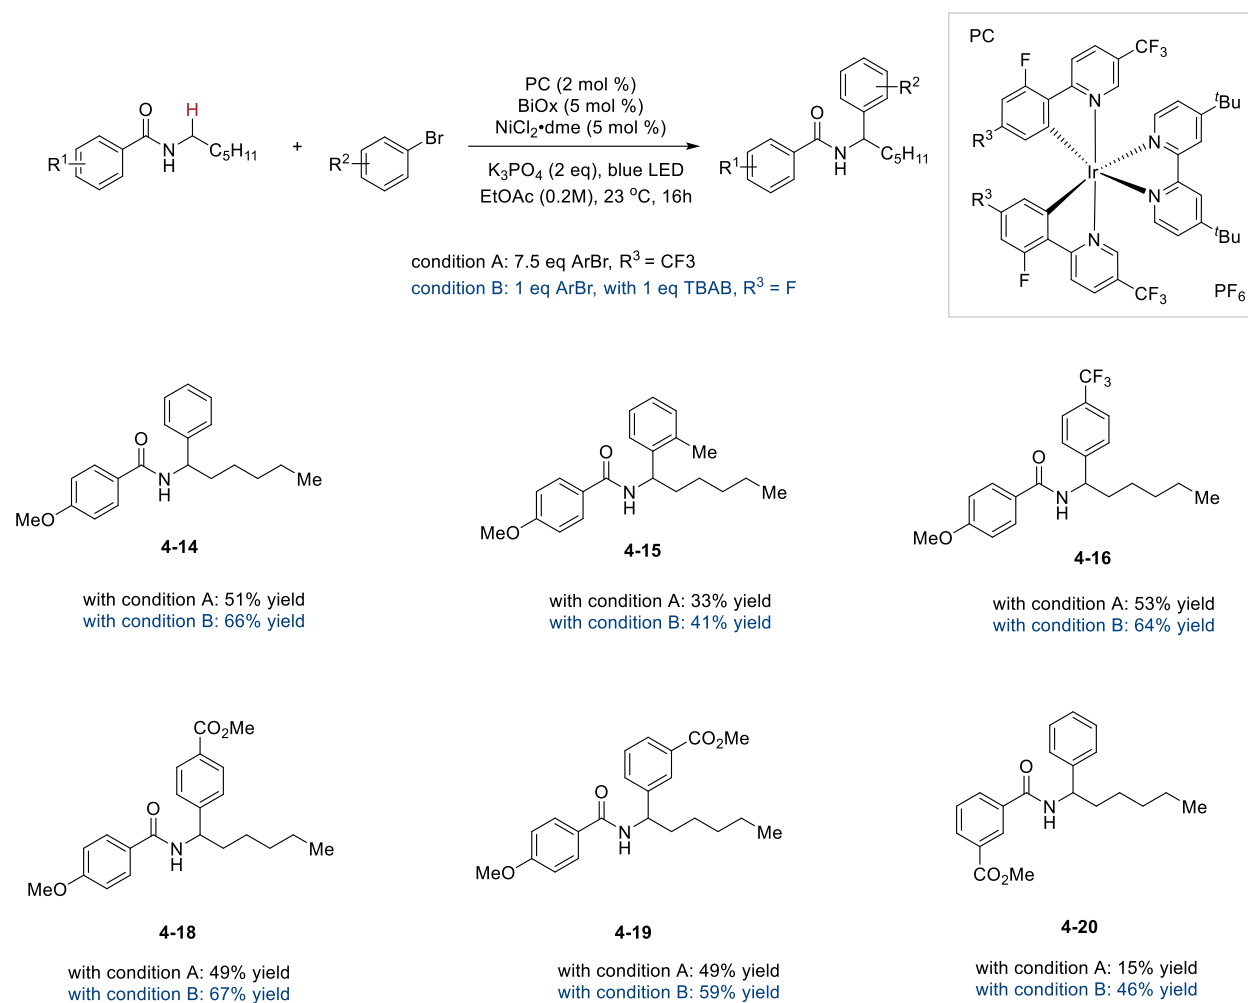 PC (2 mol %)
BiOx (5 mol %)
NiCl2•dme (5 mol %)
K3PO4 (2 eq), blue LED
EtOAc (0.2M), 23 oC, 16h
R1
O
N
H
H
C5H11
+
R2
Br
R1
O
N
H
R2
C5H11
condition A: 7.5 eq ArBr, R3 = CF3
condition B: 1 eq ArBr, with 1 eq TBAB, R3 = F
PC
F
CF3
R3
N
tBu
N
Ir
N
R3
N
tBu
F
CF3
PF6
O
N
H
Me
MeO
4-14
with condition A: 51% yield
with condition B: 66% yield
Me
O
N
H
Me
MeO
4-15
with condition A: 33% yield
with condition B: 41% yield
CF3
O
N
H
Me
MeO
4-16
with condition A: 53% yield
with condition B: 64% yield
CO2Me
O
N
H
Me
MeO
4-18
with condition A: 49% yield
with condition B: 67% yield
CO2Me
O
N
H
Me
MeO
4-19
with condition A: 49% yield
with condition B: 59% yield
O
N
H
Me
CO2Me
4-20
with condition A: 15% yield
with condition B: 46% yield